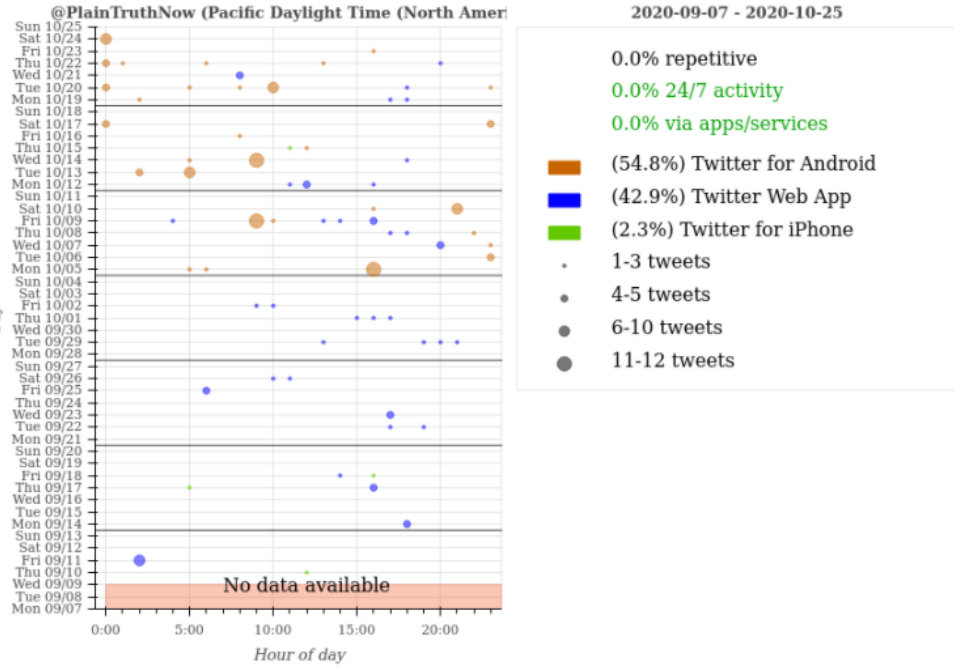 @PlainTruthNow (Pacific Daylight Time (North Ameri
2020-09-07 - 2020-10-25
Sun 10/25
Sat 10/24
Fri 10/23
Thu 10/22
Wed 10/21
Tue 10/20
Mon 10/19
Sun 10/18
Sat 10/17
Fri 10/16
Thu 10/15
Wed 10/14
Tue 10/13
Mon 10/12
Sun 10/11
Sat 10/10
Fri 10/09
Thu 10/08
Wed 10/07
Tue 10/06
Mon 10/05
Sun 10/04
Sat 10/03
Fri 10/02
Thu 10/01
Wed 09/30
Tue 09/29
Mon 09/28
Sun 09/27
Sat 09/26
Fri 09/25
Thu 09/24
Wed 09/23
Tue 09/22
Mon 09/21
Sun 09/20
Sat 09/19
Fri 09/18
Thu 09/17
Wed 09/16
Tue 09/15
Mon 09/14
Sun 09/13
Sat 09/12
Fri 09/11
Thu 09/10
Wed 09/09
Tue 09/08
Mon 09/07
No data available
0:00 5:00 10:00 15:00 20:00
Hour of day
0.0% repetitive
0.0% 24/7 activity
0.0% via apps/services
(54.8%) Twitter for Android
(42.9%) Twitter Web App
(2.3%) Twitter for iPhone
1-3 tweets
4-5 tweets
6-10 tweets
11-12 tweets